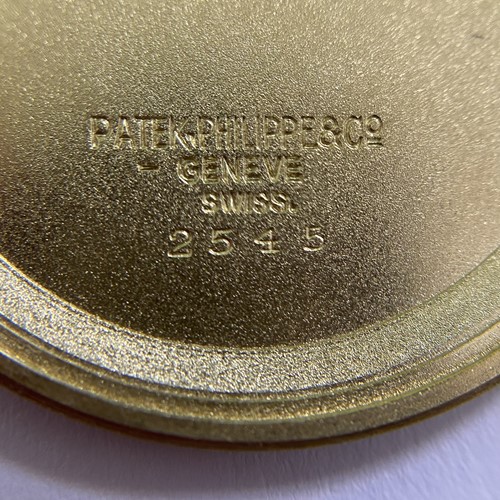 PATEK·PHILIPPE&Cº
- GENEVE
SWISS.
2545